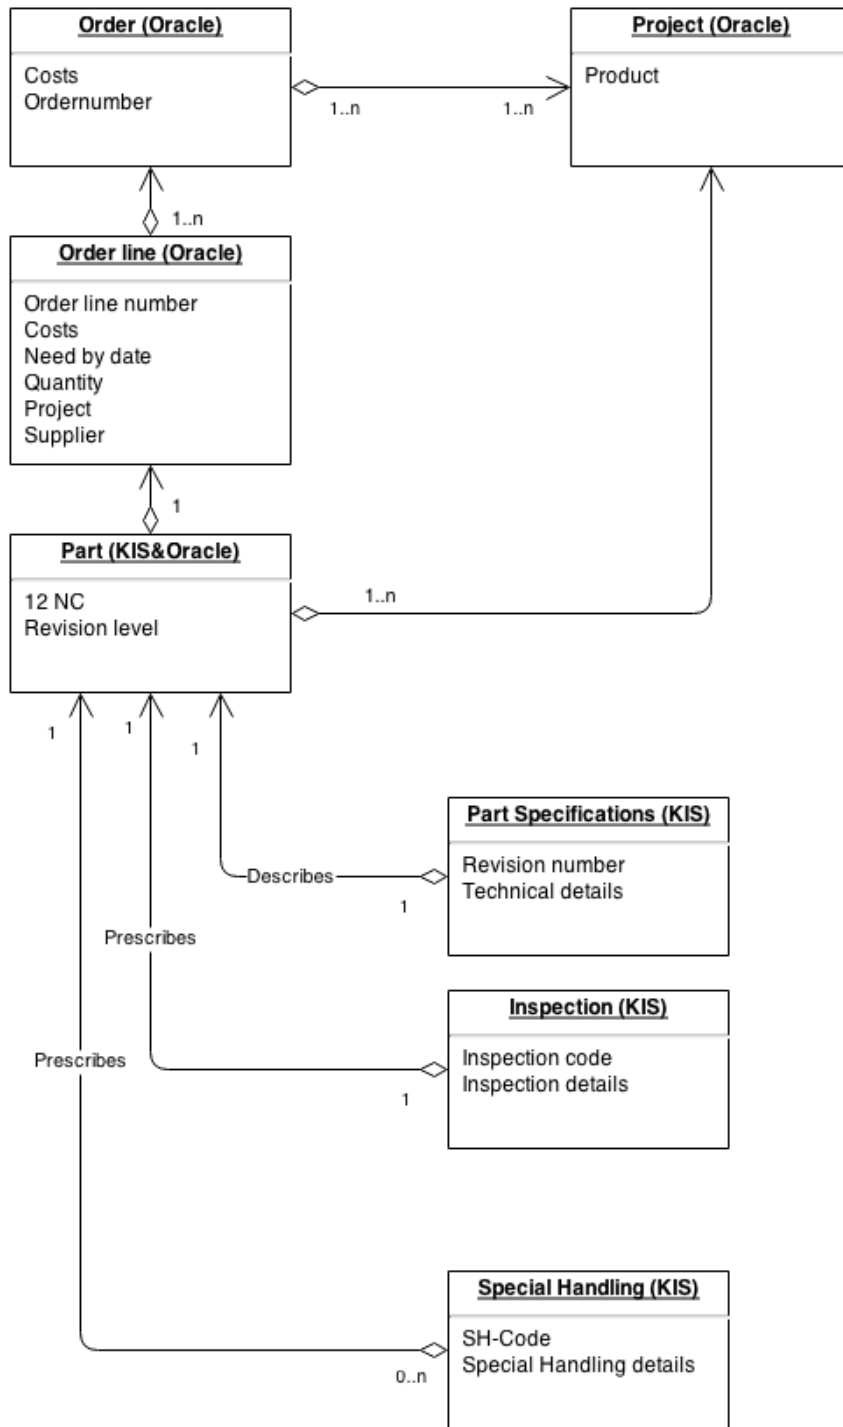 Order (Oracle)
Costs
Ordernumber
Project (Oracle)
Product
1..n
1..n
1..n
Order line (Oracle)
Order line number
Costs
Need by date
Quantity
Project
Supplier
1
Part (KIS&Oracle)
12 NC
Revision level
1..n
1
1
1
Part Specifications (KIS)
Revision number
Technical details
Describes
1
Prescribes
Inspection (KIS)
Inspection code
Inspection details
Prescribes
1
Special Handling (KIS)
SH-Code
Special Handling details
0..n